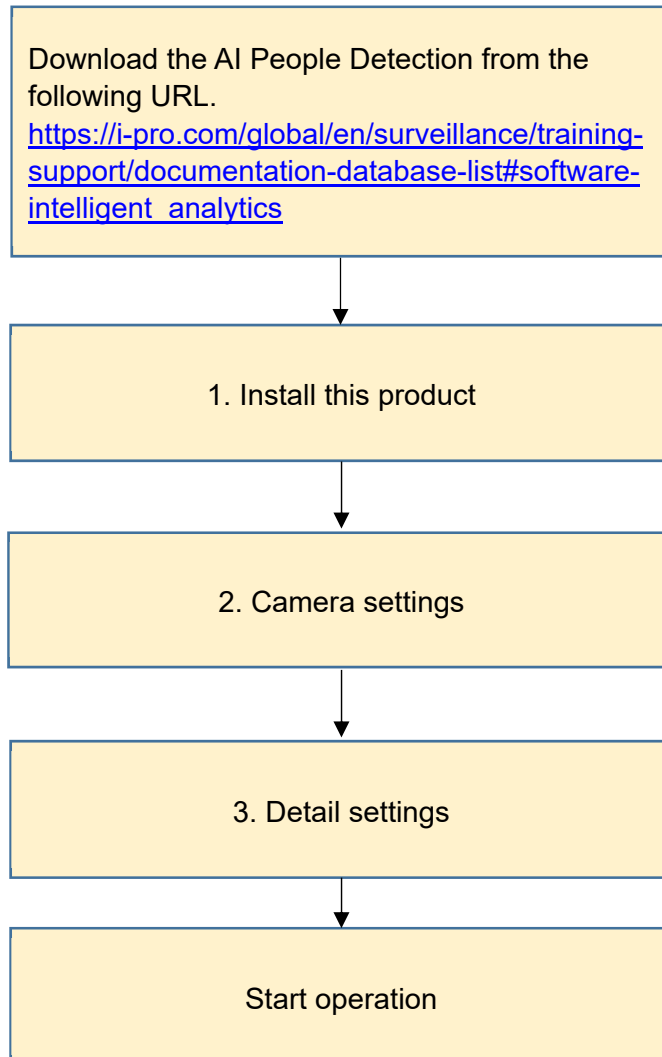 Download the AI People Detection from the
following URL.
https://i-pro.com/global/en/surveillance/training-
support/documentation-database-list#software-
intelligent_analytics
1. Install this product
2. Camera settings
3. Detail settings
Start operation